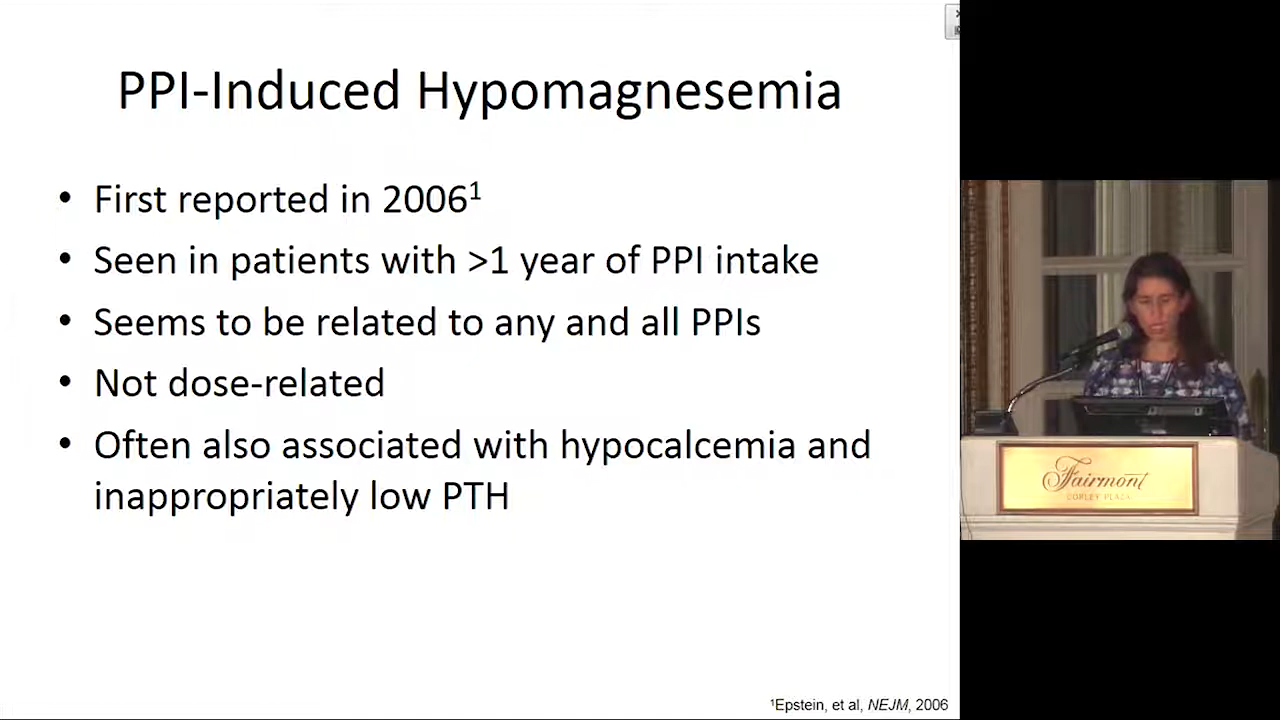 PPI-Induced Hypomagnesemia
• First reported in 2006¹
• Seen in patients with >1 year of PPI intake
• Seems to be related to any and all PPIs
• Not dose-related
• Often also associated with hypocalcemia and
inappropriately low PTH
¹Epstein, et al, NEJM, 2006
Fairmont
COPLEY PLAZA